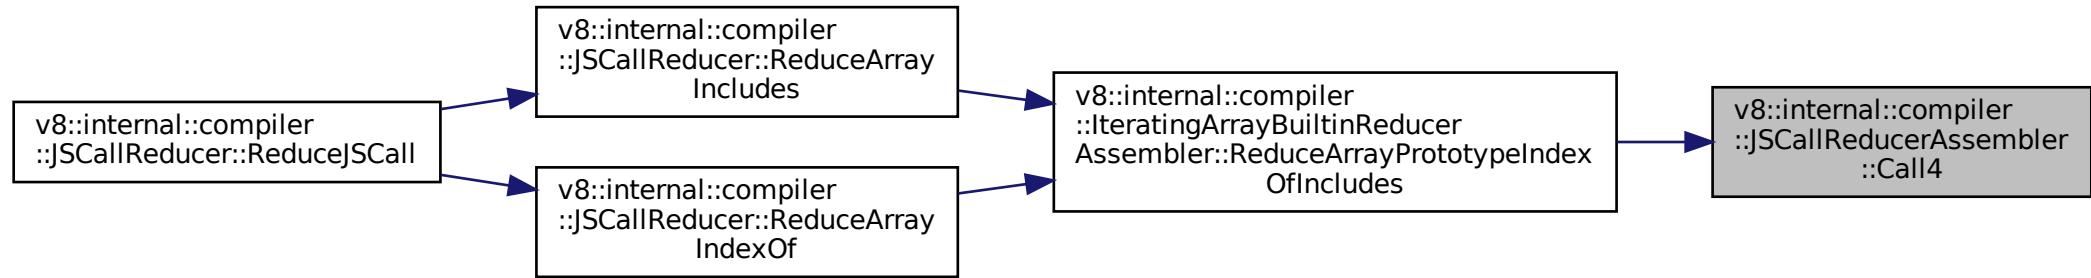 v8::internal::compiler
::JSCallReducer::ReduceJSCall
v8::internal::compiler
::JSCallReducer::ReduceArray
Includes
v8::internal::compiler
::JSCallReducer::ReduceArray
IndexOf
v8::internal::compiler
::IteratingArrayBuiltinReducer
Assembler::ReduceArrayPrototypeIndex
OfIncludes
v8::internal::compiler
::JSCallReducerAssembler
::Call4